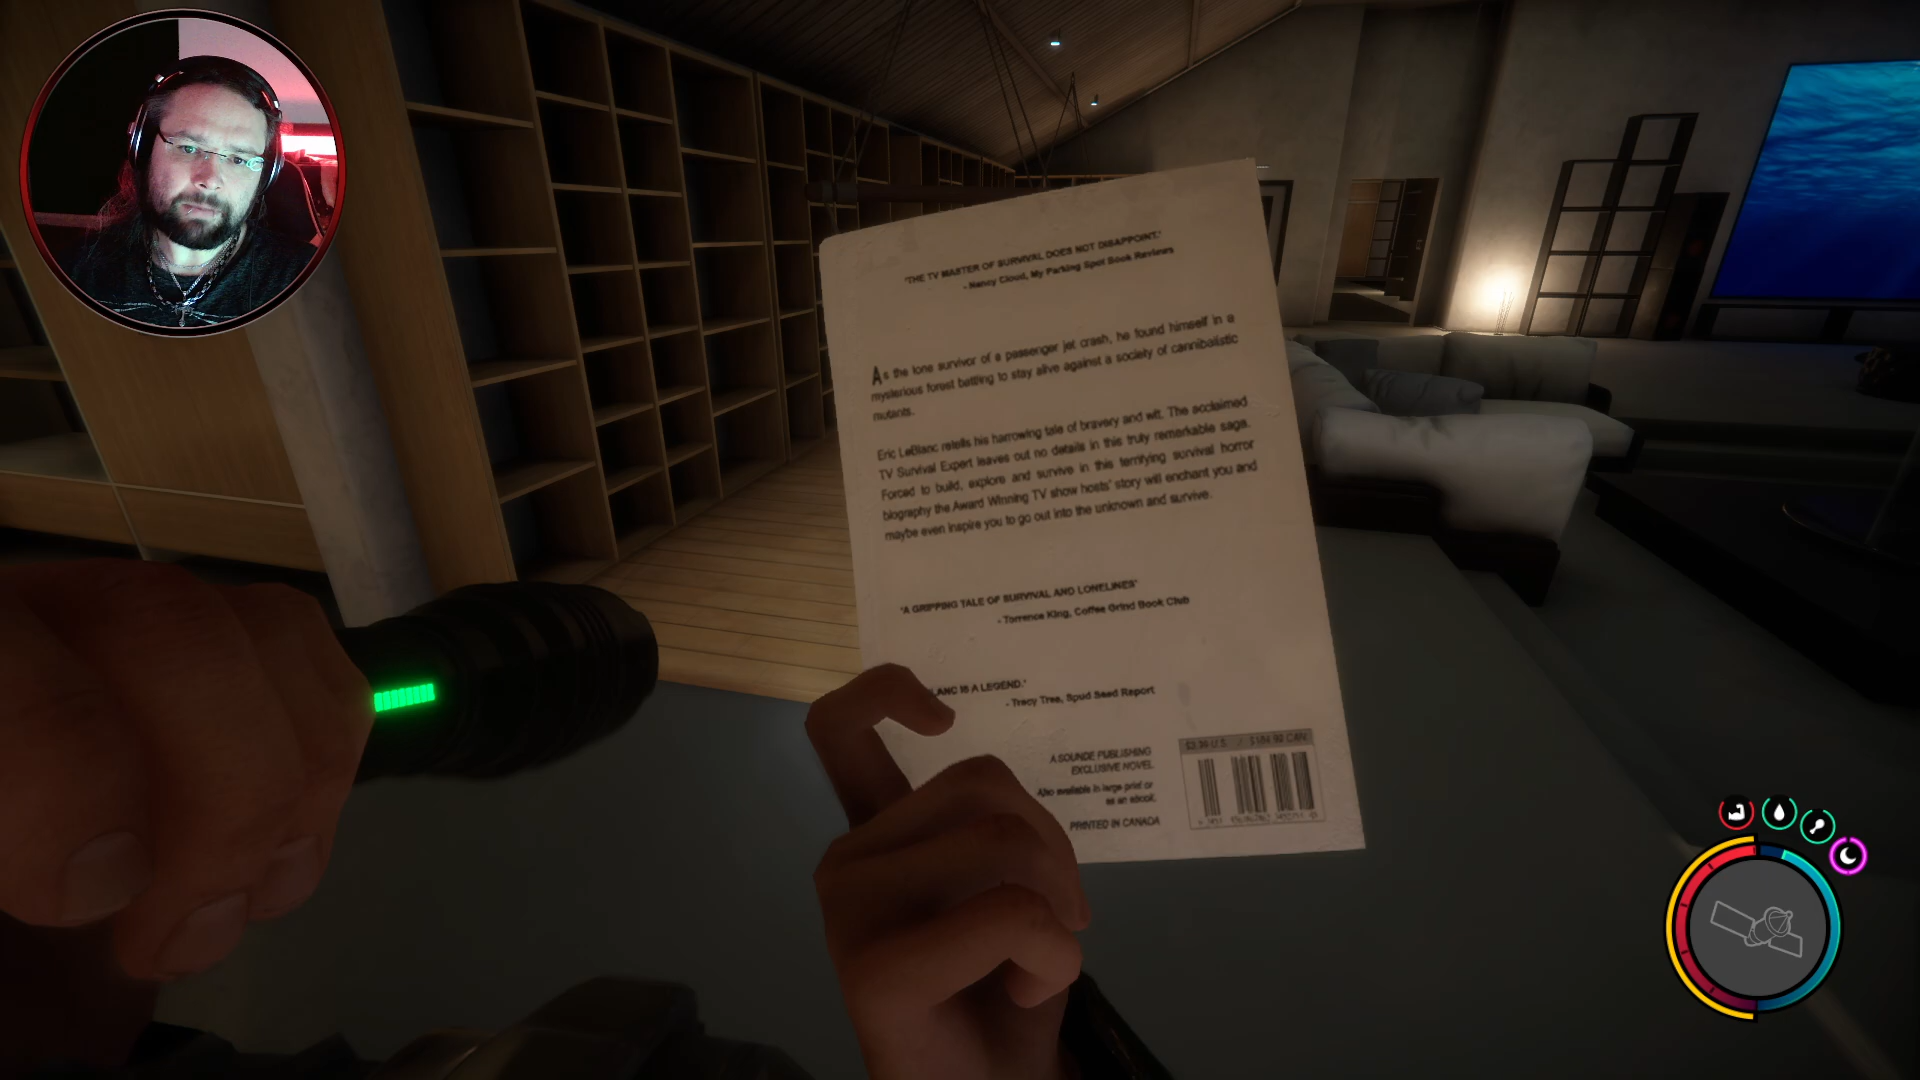 "THE TV MASTER OF SURVIVAL DOES NOT DISAPPOINT."
- Nancy Cloud, My Parking Spot Book Reviews
As the lone survivor of a passenger jet crash, he found himself in a
mysterious forest battling to stay alive against a society of cannibalistic
mutants.
Eric LeBlanc retells his harrowing tale of bravery and wit. The acclaimed
TV Survival Expert leaves out no details in this truly remarkable saga.
Forced to build, explore and survive in this terrifying survival horror
biography the Award Winning TV show hosts' story will enchant you and
maybe even inspire you to go out into the unknown and survive.
"A GRIPPING TALE OF SURVIVAL AND LONELINES"
- Torrence King, Coffee Grind Book Club
LANC IS A LEGEND."
- Tracy Tree, Spud Seed Report
A SOUNDE PUBLISHING
EXCLUSIVE NOVEL
Also available in large print or
as an ebook.
PRINTED IN CANADA
U.S. / CAN